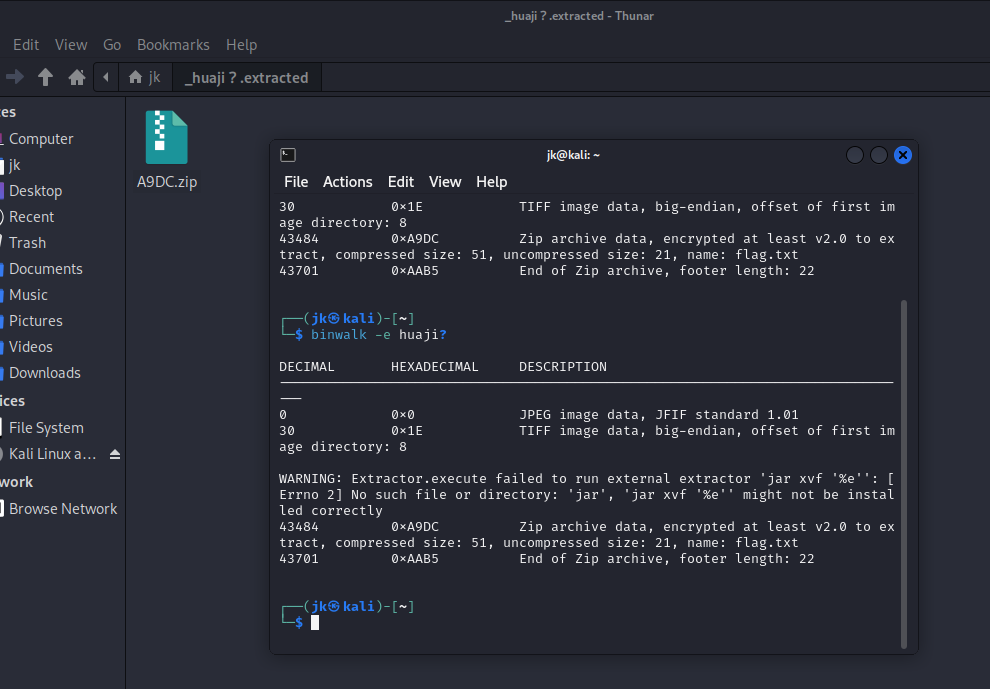 _huaji？.extracted - Thunar
Edit View Go Bookmarks Help
jk _huaji？.extracted
es
Computer
jk
Desktop
Recent
Trash
Documents
Music
Pictures
Videos
Downloads
ices
File System
Kali Linux a...
work
Browse Network
A9DC.zip
jk@kali: ~
File Actions Edit View Help
30 0×1E TIFF image data, big-endian, offset of first im
age directory: 8
43484 0×A9DC Zip archive data, encrypted at least v2.0 to ex
tract, compressed size: 51, uncompressed size: 21, name: flag.txt
43701 0×AAB5 End of Zip archive, footer length: 22
┌──(jk㉿kali)-[~]
└─$ binwalk -e huaji?
DECIMAL HEXADECIMAL DESCRIPTION
0 0×0 JPEG image data, JFIF standard 1.01
30 0×1E TIFF image data, big-endian, offset of first im
age directory: 8
WARNING: Extractor.execute failed to run external extractor 'jar xvf '%e'': [
Errno 2] No such file or directory: 'jar', 'jar xvf '%e'' might not be instal
led correctly
43484 0×A9DC Zip archive data, encrypted at least v2.0 to ex
tract, compressed size: 51, uncompressed size: 21, name: flag.txt
43701 0×AAB5 End of Zip archive, footer length: 22
┌──(jk㉿kali)-[~]
└─$